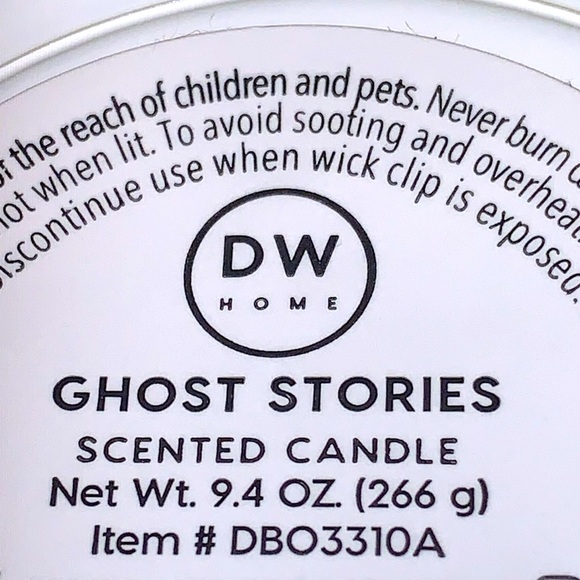 the reach of children and pets. Never burn
not when lit. To avoid sooting and overheat
discontinue use when wick clip is exposed.
DW
HOME
GHOST STORIES
SCENTED CANDLE
Net Wt. 9.4 OZ. (266 g)
Item # DBO3310A